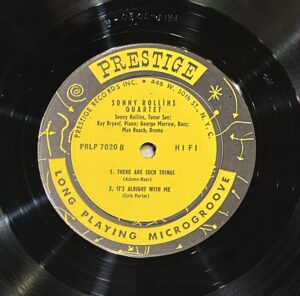 PRESTIGE
PRESTIGE RECORDS INC. • 446 W. 50th ST., N.Y.C.
SONNY ROLLINS
QUARTET
Sonny Rollins, Tenor Sax;
Ray Bryant, Piano; George Morrow, Bass;
Max Roach, Drums
PRLP 7020 B
HI FI
1. THERE ARE SUCH THINGS
(Adams-Baer)
2. IT'S ALRIGHT WITH ME
(Cole Porter)
LONG PLAYING MICROGROOVE